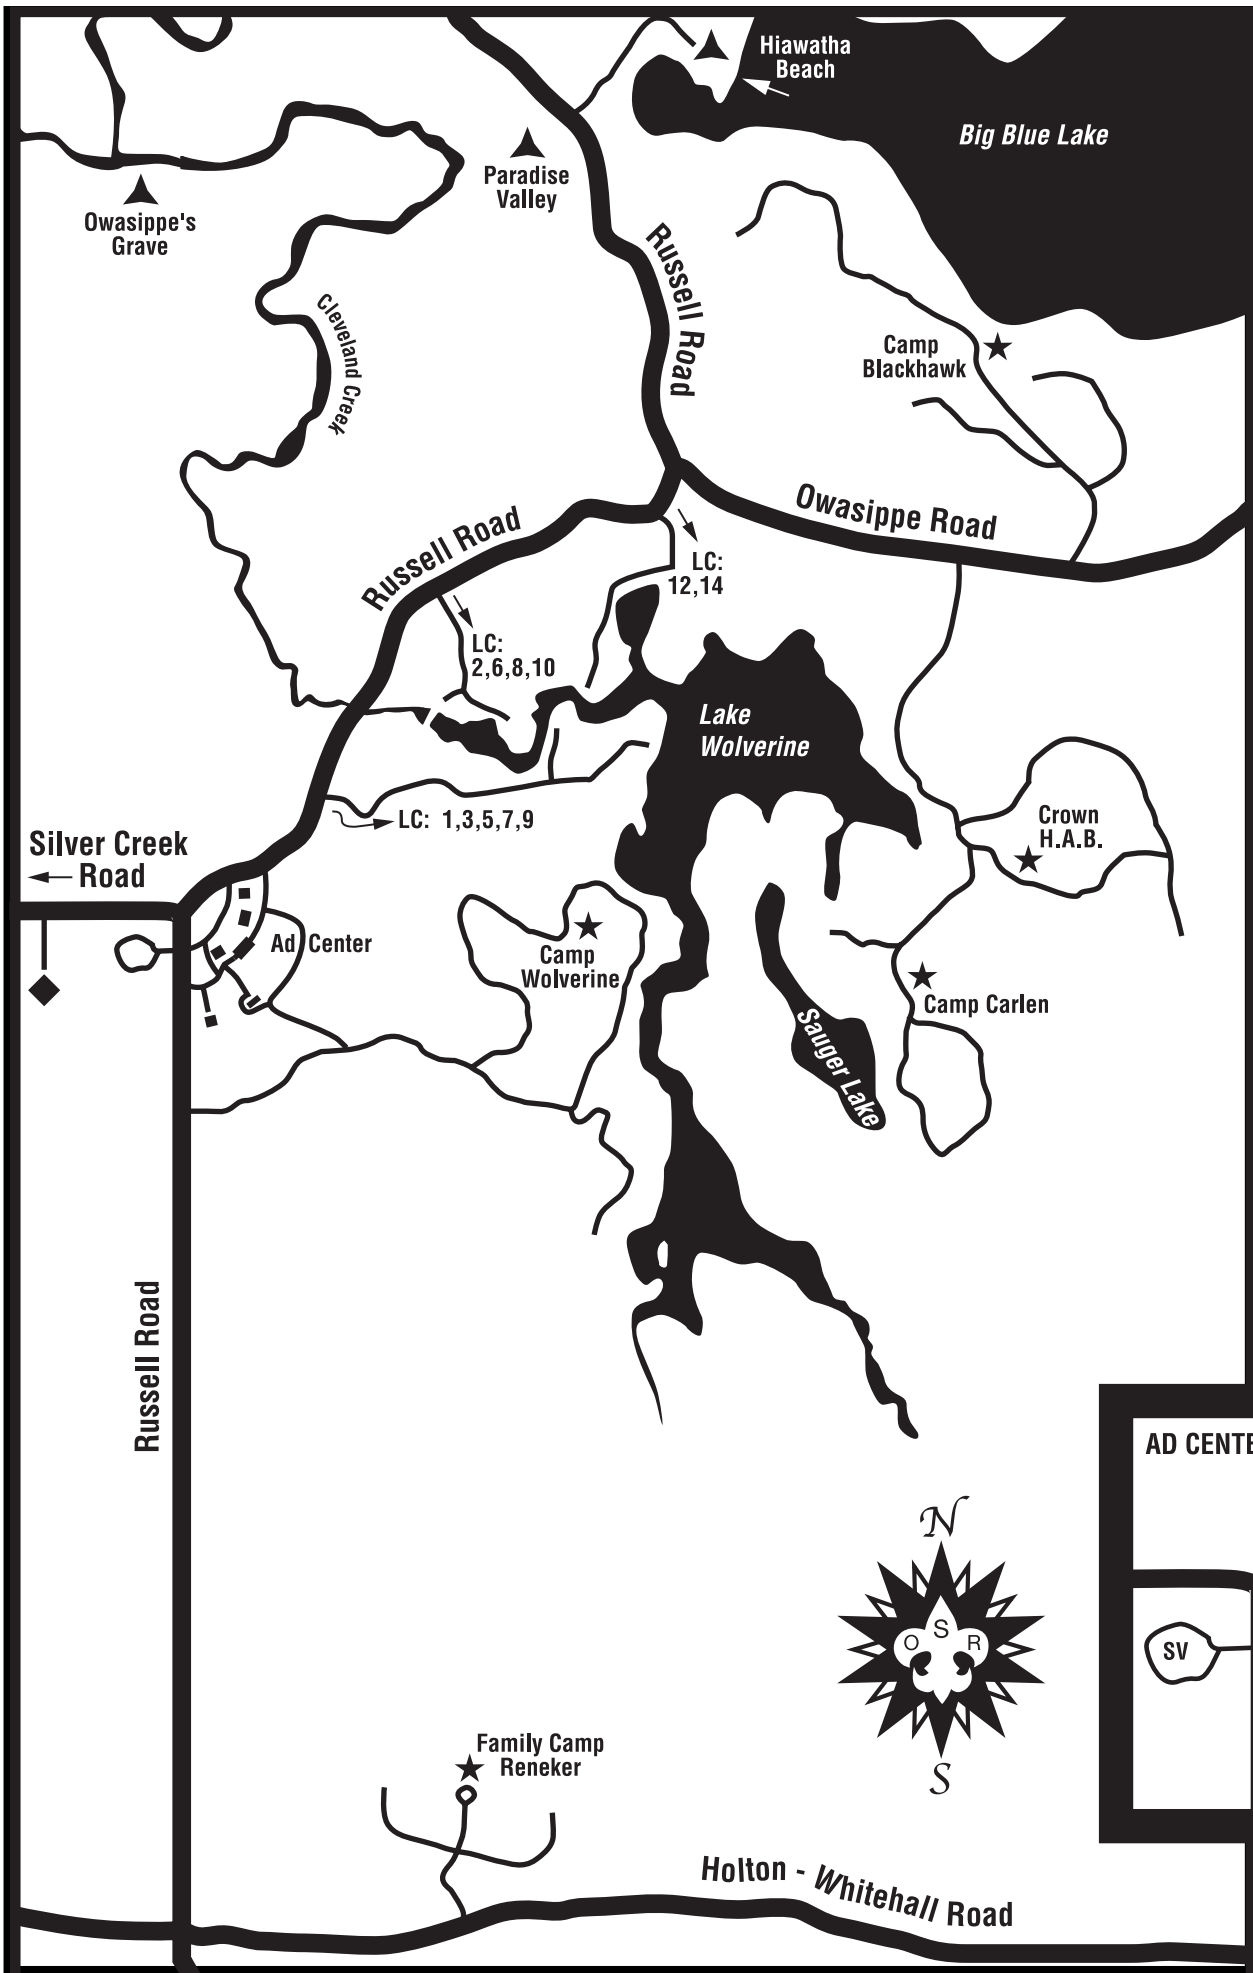 Hiawatha
Beach
Big Blue Lake
Paradise
Valley
Owasippe's
Grave
Russell Road
Cleveland Creek
Camp
Blackhawk
Owasippe Road
Russell Road
LC:
12,14
LC:
2,6,8,10
Lake
Wolverine
LC: 1,3,5,7,9
Crown
H.A.B.
Silver Creek
Road
Ad Center
Camp
Wolverine
Camp Carlen
Sauger Lake
Russell Road
AD CENTE
N
O S R
S
SV
Family Camp
Reneker
Holton - Whitehall Road